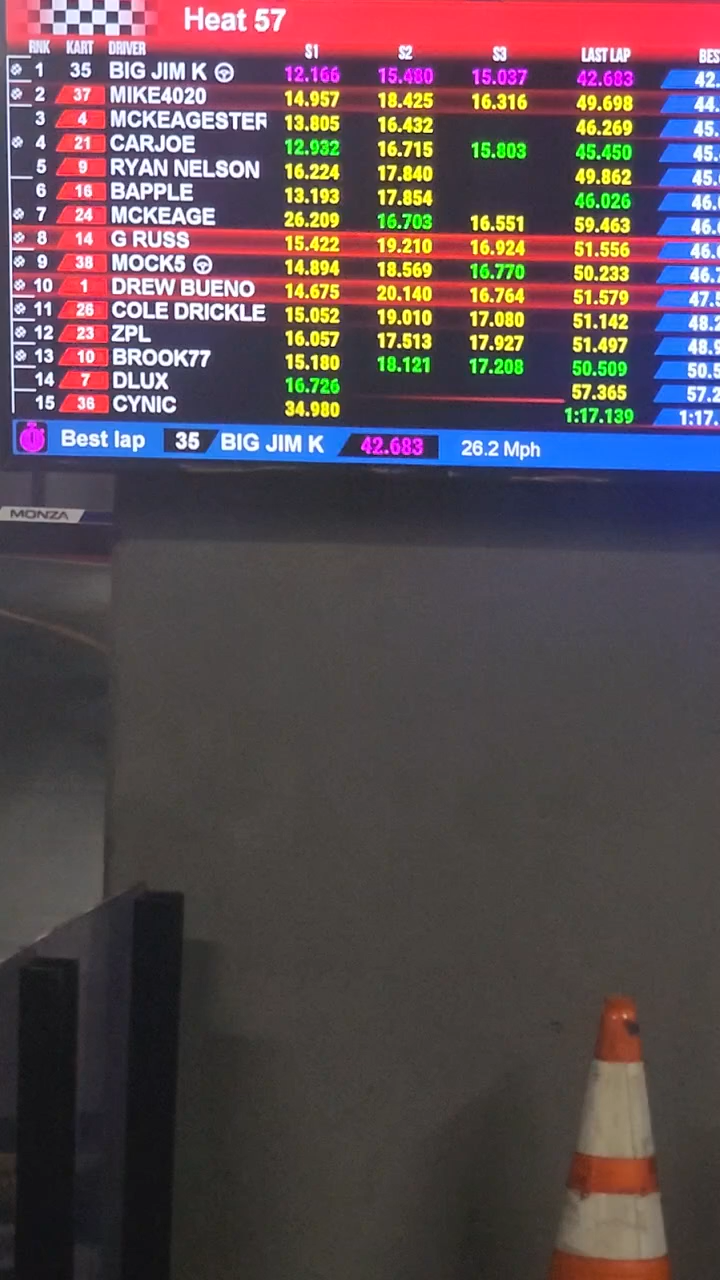 Heat 57
RNK KART DRIVER S1 S2 S3 LAST LAP BES
1 35 BIG JIM K 12.166 15.480 15.037 42.683 42.
2 37 MIKE4020 14.957 18.425 16.316 49.698 44.
3 4 MCKEAGESTER 13.805 16.432 46.269 45.
4 21 CARJOE 12.932 16.715 15.803 45.450 45.
5 9 RYAN NELSON 16.224 17.840 49.862 45.
6 16 BAPPLE 13.193 17.854 46.026 46.
7 24 MCKEAGE 26.209 16.703 16.551 59.463 46.
8 14 G RUSS 15.422 19.210 16.924 51.556 46.
9 38 MOCK5 14.894 18.569 16.770 50.233 46.7
10 1 DREW BUENO 14.675 20.140 16.764 51.579 47.5
11 26 COLE DRICKLE 15.052 19.010 17.080 51.142 48.2
12 23 ZPL 16.057 17.513 17.927 51.497 48.9
13 10 BROOK77 15.180 18.121 17.208 50.509 50.5
14 7 DLUX 16.726 57.365 57.2
15 36 CYNIC 34.980 1:17.139 1:17.
Best lap 35 BIG JIM K 42.683 26.2 Mph
MONZA